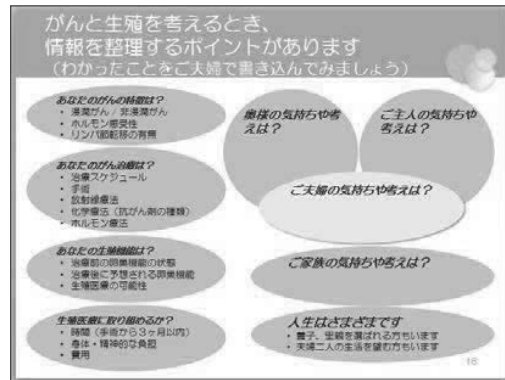 がんと生殖を考えるとき、
情報を整理するポイントがあります
(わかったことをご夫婦で書き込んでみましょう)
あなたのがんの特徴は?
• 浸潤がん / 非浸潤がん
• ホルモン感受性
• リンパ節転移の有無
あなたのがん治療は?
• 治療スケジュール
• 手術
• 放射線療法
• 化学療法(抗がん剤の種類)
• ホルモン療法
あなたの生殖機能は?
• 治療前の卵巣機能の状態
• 治療後に予想される卵巣機能
• 生殖医療の可能性
生殖医療に取り組めるか?
• 時間(手術から3ヶ月以内)
• 身体・精神的な負担
• 費用
奥様の気持ちや考
えは?
ご主人の気持ちや
考えは?
ご夫婦の気持ちや考えは?
ご家族の気持ちや考えは?
人生はさまざまです
• 養子、里親を選ばれる方もいます
• 夫婦二人の生活を望む方もいます
16